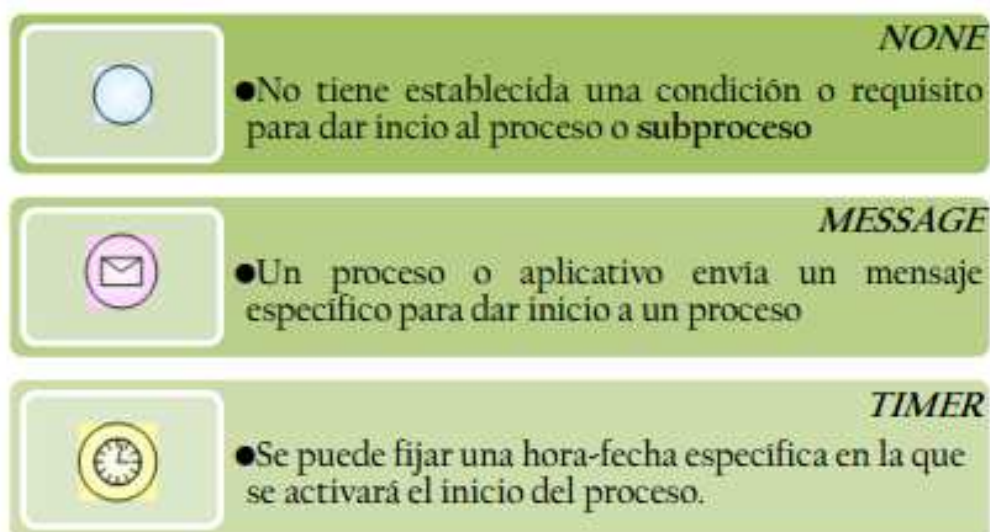 NONE
●No tiene establecida una condición o requisito
para dar incio al proceso o subproceso
MESSAGE
●Un proceso o aplicativo envía un mensaje
específico para dar inicio a un proceso
TIMER
●Se puede fijar una hora-fecha específica en la que
se activará el inicio del proceso.